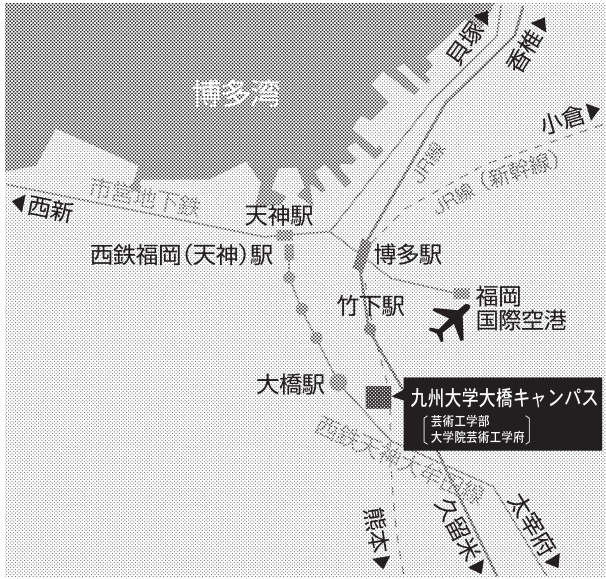 貝塚
香椎
博多湾
小倉
JR線
JR線（新幹線）
市営地下鉄
西新
天神駅
西鉄福岡（天神）駅
博多駅
福岡
国際空港
竹下駅
大橋駅
九州大学大橋キャンパス
芸術工学部
大学院芸術工学府
西鉄天神大牟田線
熊本
久留米
太宰府